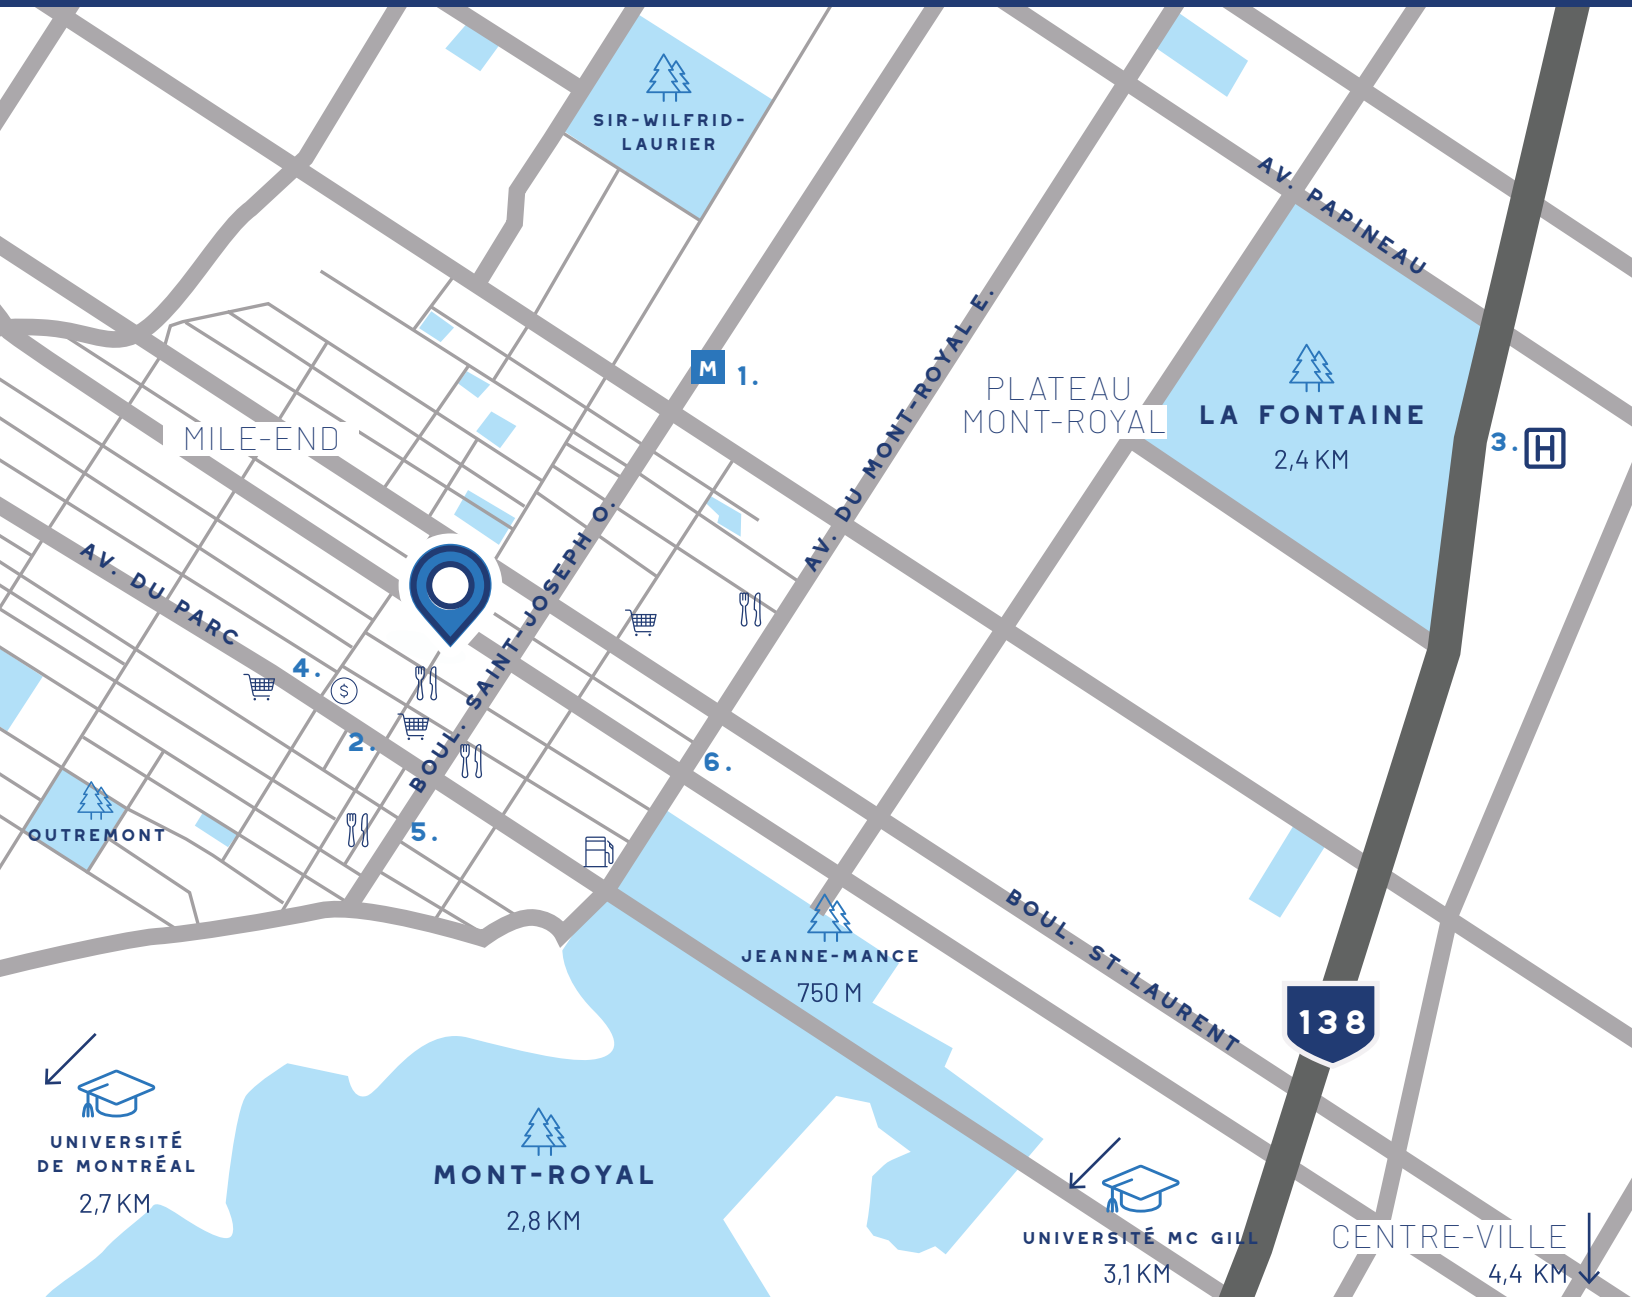 SIR-WILFRID-
LAURIER
AV. PAPINEAU
M 1.
AV. DU MONT-ROYAL E.
PLATEAU
MONT-ROYAL
LA FONTAINE
2,4 KM
3. H
MILE-END
BOUL. SAINT-JOSEPH O.
AV. DU PARC
4.
$
2.
6.
5.
OUTREMONT
JEANNE-MANCE
750 M
BOUL. ST-LAURENT
138
UNIVERSITÉ
DE MONTRÉAL
2,7 KM
MONT-ROYAL
2,8 KM
UNIVERSITÉ MC GILL
3,1 KM
CENTRE-VILLE
4,4 KM